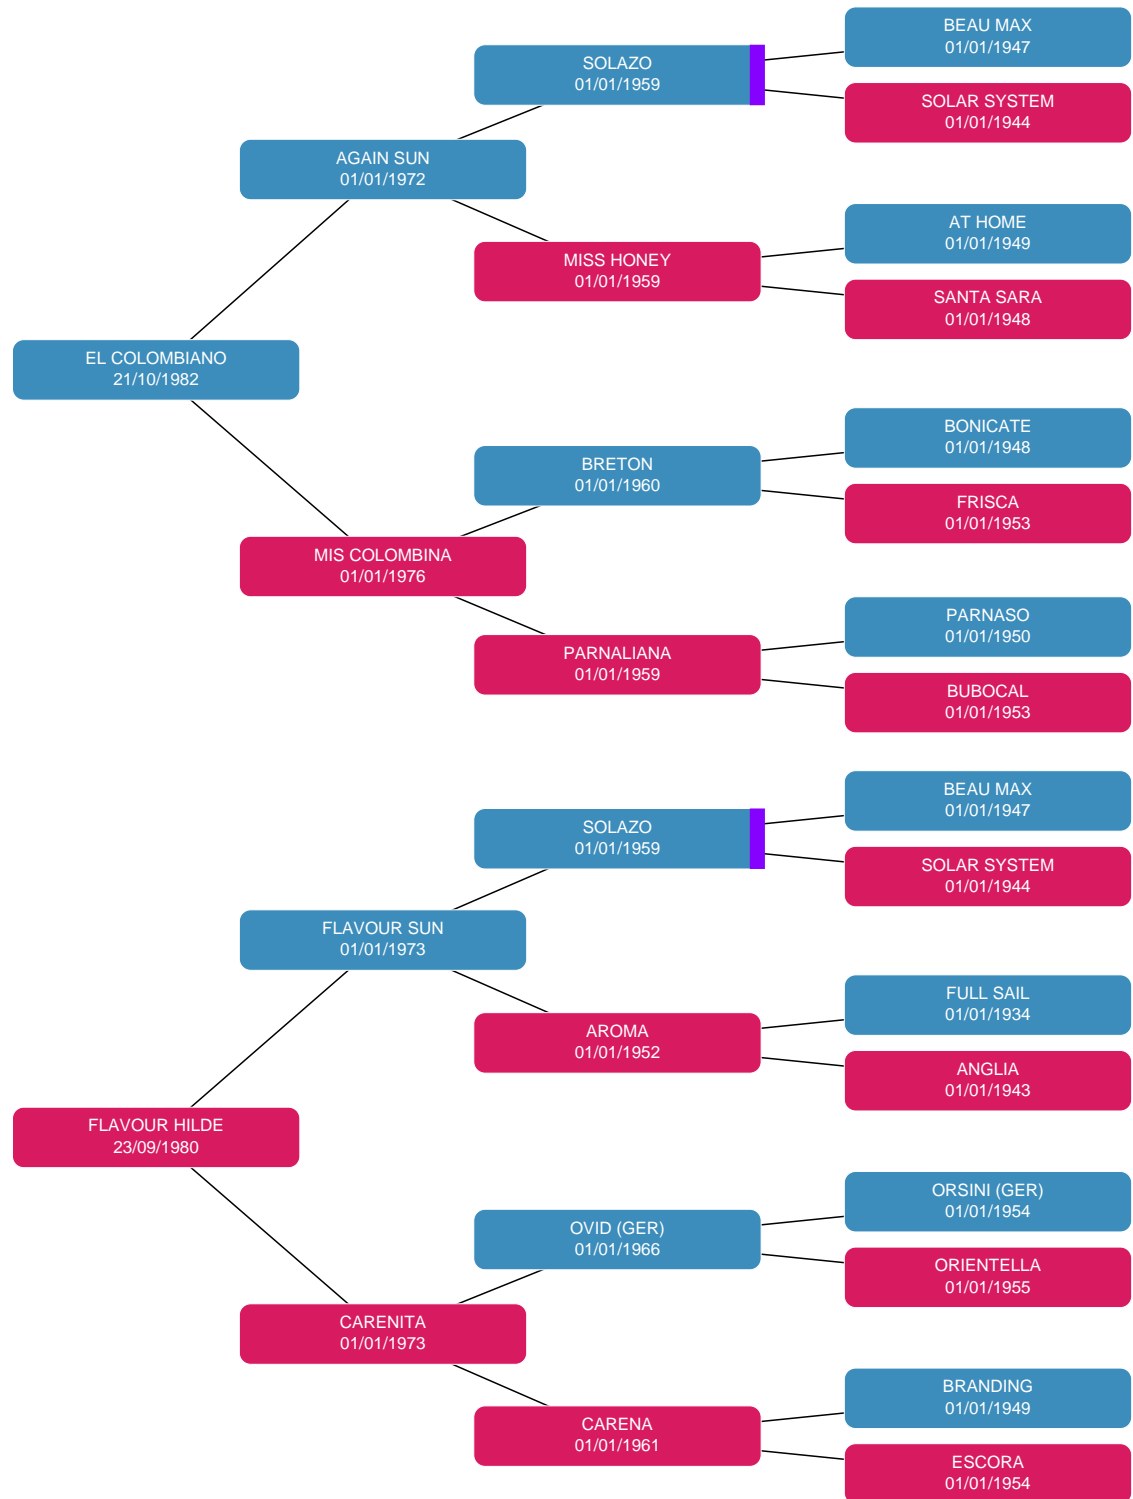 BEAU MAX
01/01/1947
SOLAZO
01/01/1959
SOLAR SYSTEM
01/01/1944
AGAIN SUN
01/01/1972
AT HOME
01/01/1949
MISS HONEY
01/01/1959
SANTA SARA
01/01/1948
EL COLOMBIANO
21/10/1982
BONICATE
01/01/1948
BRETON
01/01/1960
FRISCA
01/01/1953
MIS COLOMBINA
01/01/1976
PARNASO
01/01/1950
PARNALIANA
01/01/1959
BUBOCAL
01/01/1953
BEAU MAX
01/01/1947
SOLAZO
01/01/1959
SOLAR SYSTEM
01/01/1944
FLAVOUR SUN
01/01/1973
FULL SAIL
01/01/1934
AROMA
01/01/1952
ANGLIA
01/01/1943
FLAVOUR HILDE
23/09/1980
ORSINI (GER)
01/01/1954
OVID (GER)
01/01/1966
ORIENTELLA
01/01/1955
CARENITA
01/01/1973
BRANDING
01/01/1949
CARENA
01/01/1961
ESCORA
01/01/1954